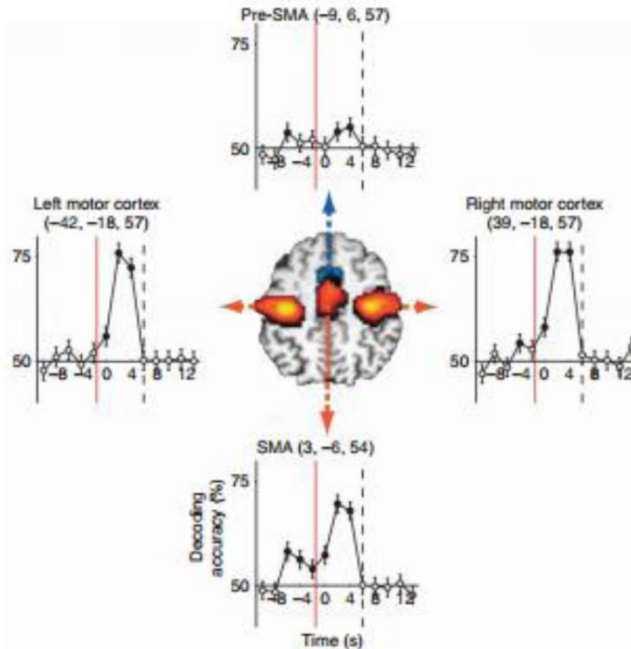 Pre-SMA (−9, 6, 57)
75
50
−8 −4 0 4 8 12
Left motor cortex
(−42, −18, 57)
75
50
−8 −4 0 4 8 12
Right motor cortex
(39, −18, 57)
75
50
−8 −4 0 4 8 12
SMA (3, −6, 54)
75
50
Decoding
accuracy (%)
−8 −4 0 4 8 12
Time (s)